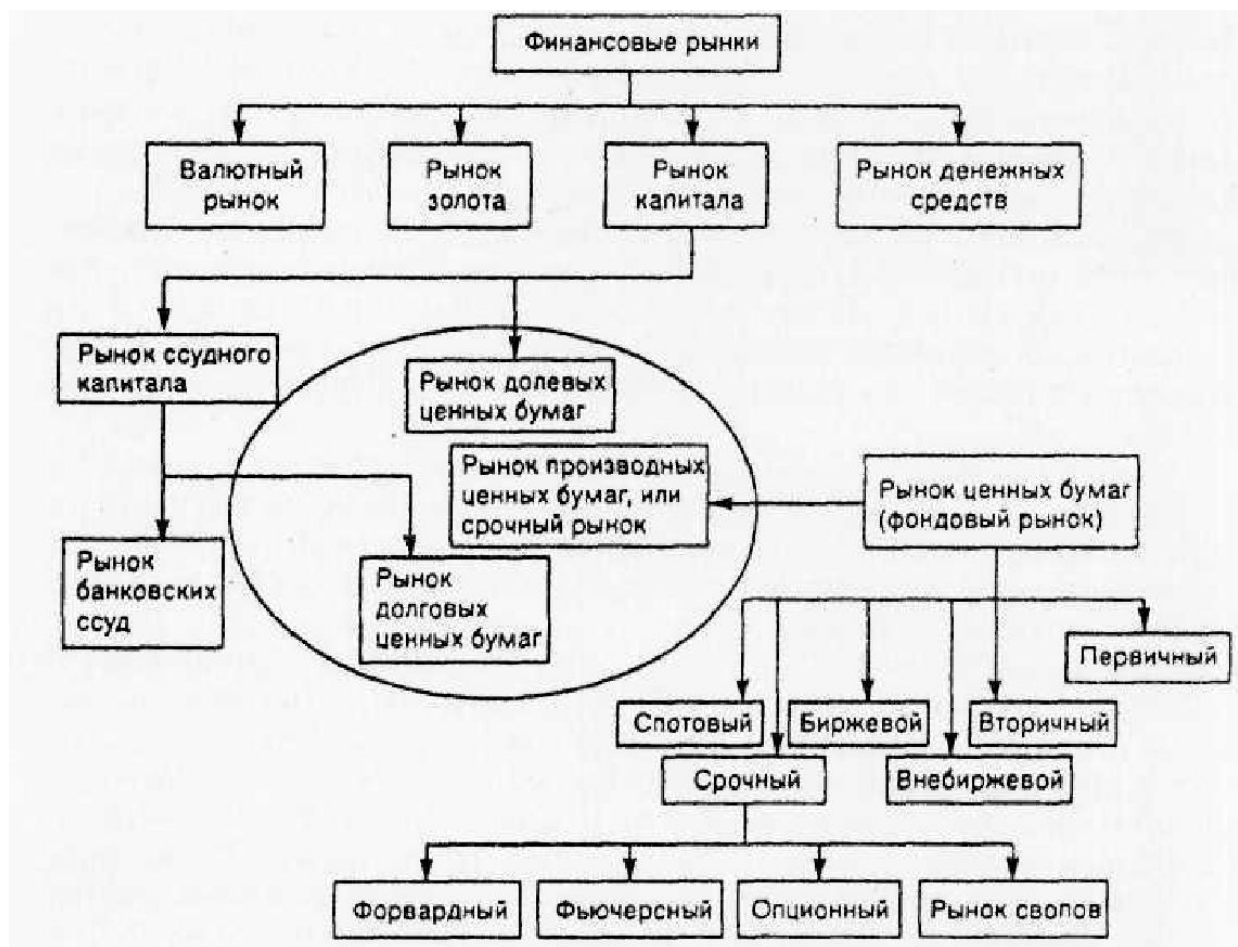 Финансовые рынки
Валютный
рынок
Рынок
золота
Рынок
капитала
Рынок денежных
средств
Рынок ссудного
капитала
Рынок долевых
ценных бумаг
Рынок производных
ценных бумаг, или
срочный рынок
Рынок ценных бумаг
(фондовый рынок)
Рынок
банковских
ссуд
Рынок
долговых
ценных бумаг
Первичный
Спотовый
Биржевой
Вторичный
Срочный
Внебиржевой
Форвардный
Фьючерсный
Опционный
Рынок свопов